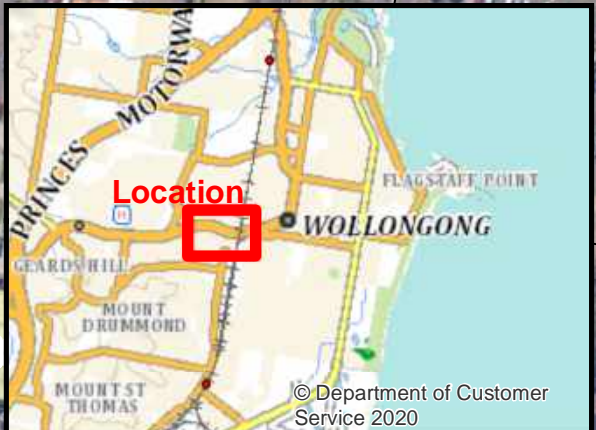 PRINCES MOTORWA
Location
H
FLAGSTAFF POINT
WOLLONGONG
GEARDS HILL
MOUNT
DRUMMOND
MOUNT ST
THOMAS
© Department of Customer
Service 2020